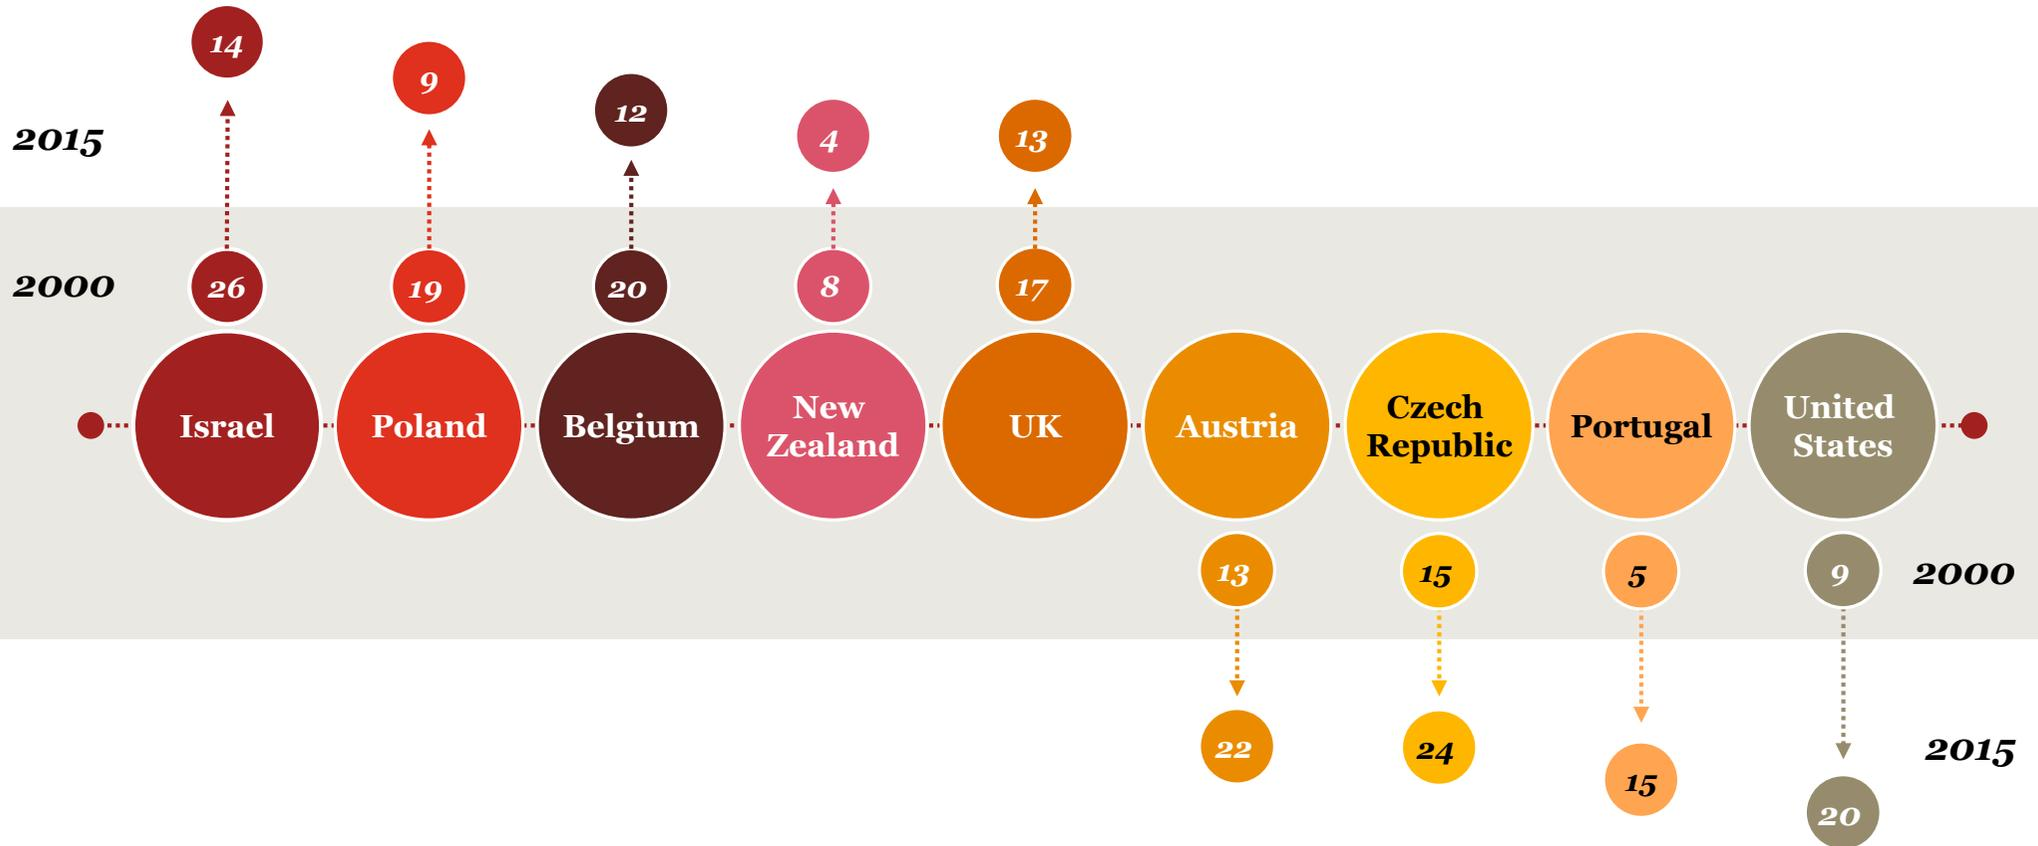 14
9
12
4
13
2015
2000
26
19
20
8
17
Israel
Poland
Belgium
New
Zealand
UK
Austria
Czech
Republic
Portugal
United
States
13
15
5
9
2000
22
24
15
20
2015